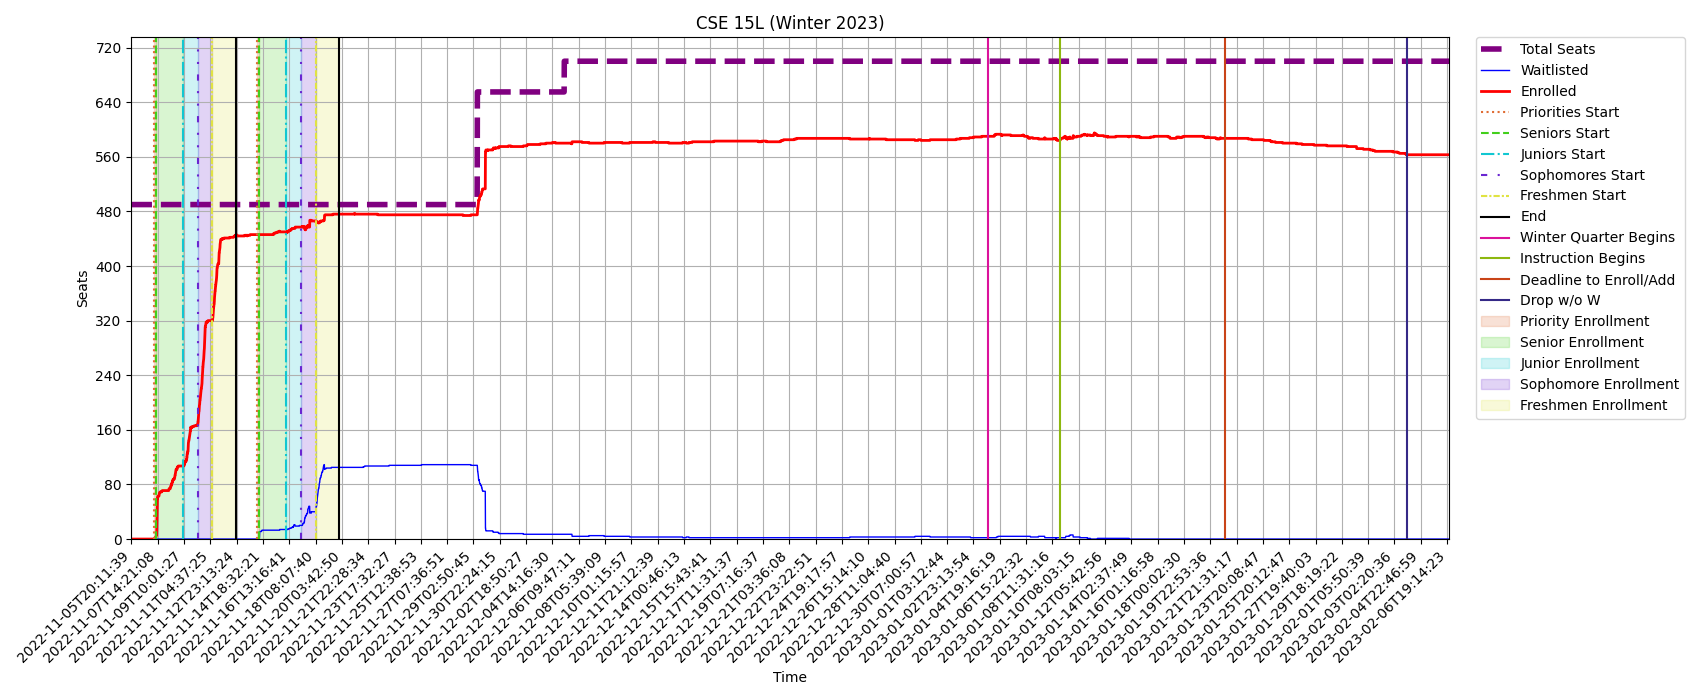 CSE 15L (Winter 2023)
Seats
720
640
560
480
400
320
240
160
80
0
2022-11-05T20:11:39
2022-11-07T14:21:08
2022-11-09T10:01:27
2022-11-11T04:37:25
2022-11-12T23:13:24
2022-11-14T18:32:21
2022-11-16T13:16:41
2022-11-18T08:07:40
2022-11-20T03:42:50
2022-11-21T22:28:34
2022-11-23T17:32:27
2022-11-25T12:38:53
2022-11-27T07:36:51
2022-11-29T02:50:45
2022-11-30T22:24:15
2022-12-02T18:50:27
2022-12-04T14:16:30
2022-12-06T09:47:11
2022-12-08T05:39:09
2022-12-10T01:15:57
2022-12-11T21:12:39
2022-12-14T00:46:13
2022-12-15T15:43:41
2022-12-17T11:31:37
2022-12-19T07:16:37
2022-12-21T03:36:08
2022-12-22T23:22:51
2022-12-24T19:17:57
2022-12-26T15:14:10
2022-12-28T11:04:40
2022-12-30T07:00:57
2023-01-01T03:12:44
2023-01-02T23:13:54
2023-01-04T19:16:19
2023-01-06T15:22:32
2023-01-08T11:31:16
2023-01-10T08:03:15
2023-01-12T05:42:56
2023-01-14T02:37:49
2023-01-16T01:16:58
2023-01-18T00:02:30
2023-01-19T22:53:36
2023-01-21T21:31:17
2023-01-23T20:08:47
2023-01-25T20:12:47
2023-01-27T19:40:03
2023-01-29T18:19:22
2023-02-01T05:50:39
2023-02-03T02:20:36
2023-02-04T22:46:59
2023-02-06T19:14:23
Time
Total Seats
Waitlisted
Enrolled
Priorities Start
Seniors Start
Juniors Start
Sophomores Start
Freshmen Start
End
Winter Quarter Begins
Instruction Begins
Deadline to Enroll/Add
Drop w/o W
Priority Enrollment
Senior Enrollment
Junior Enrollment
Sophomore Enrollment
Freshmen Enrollment